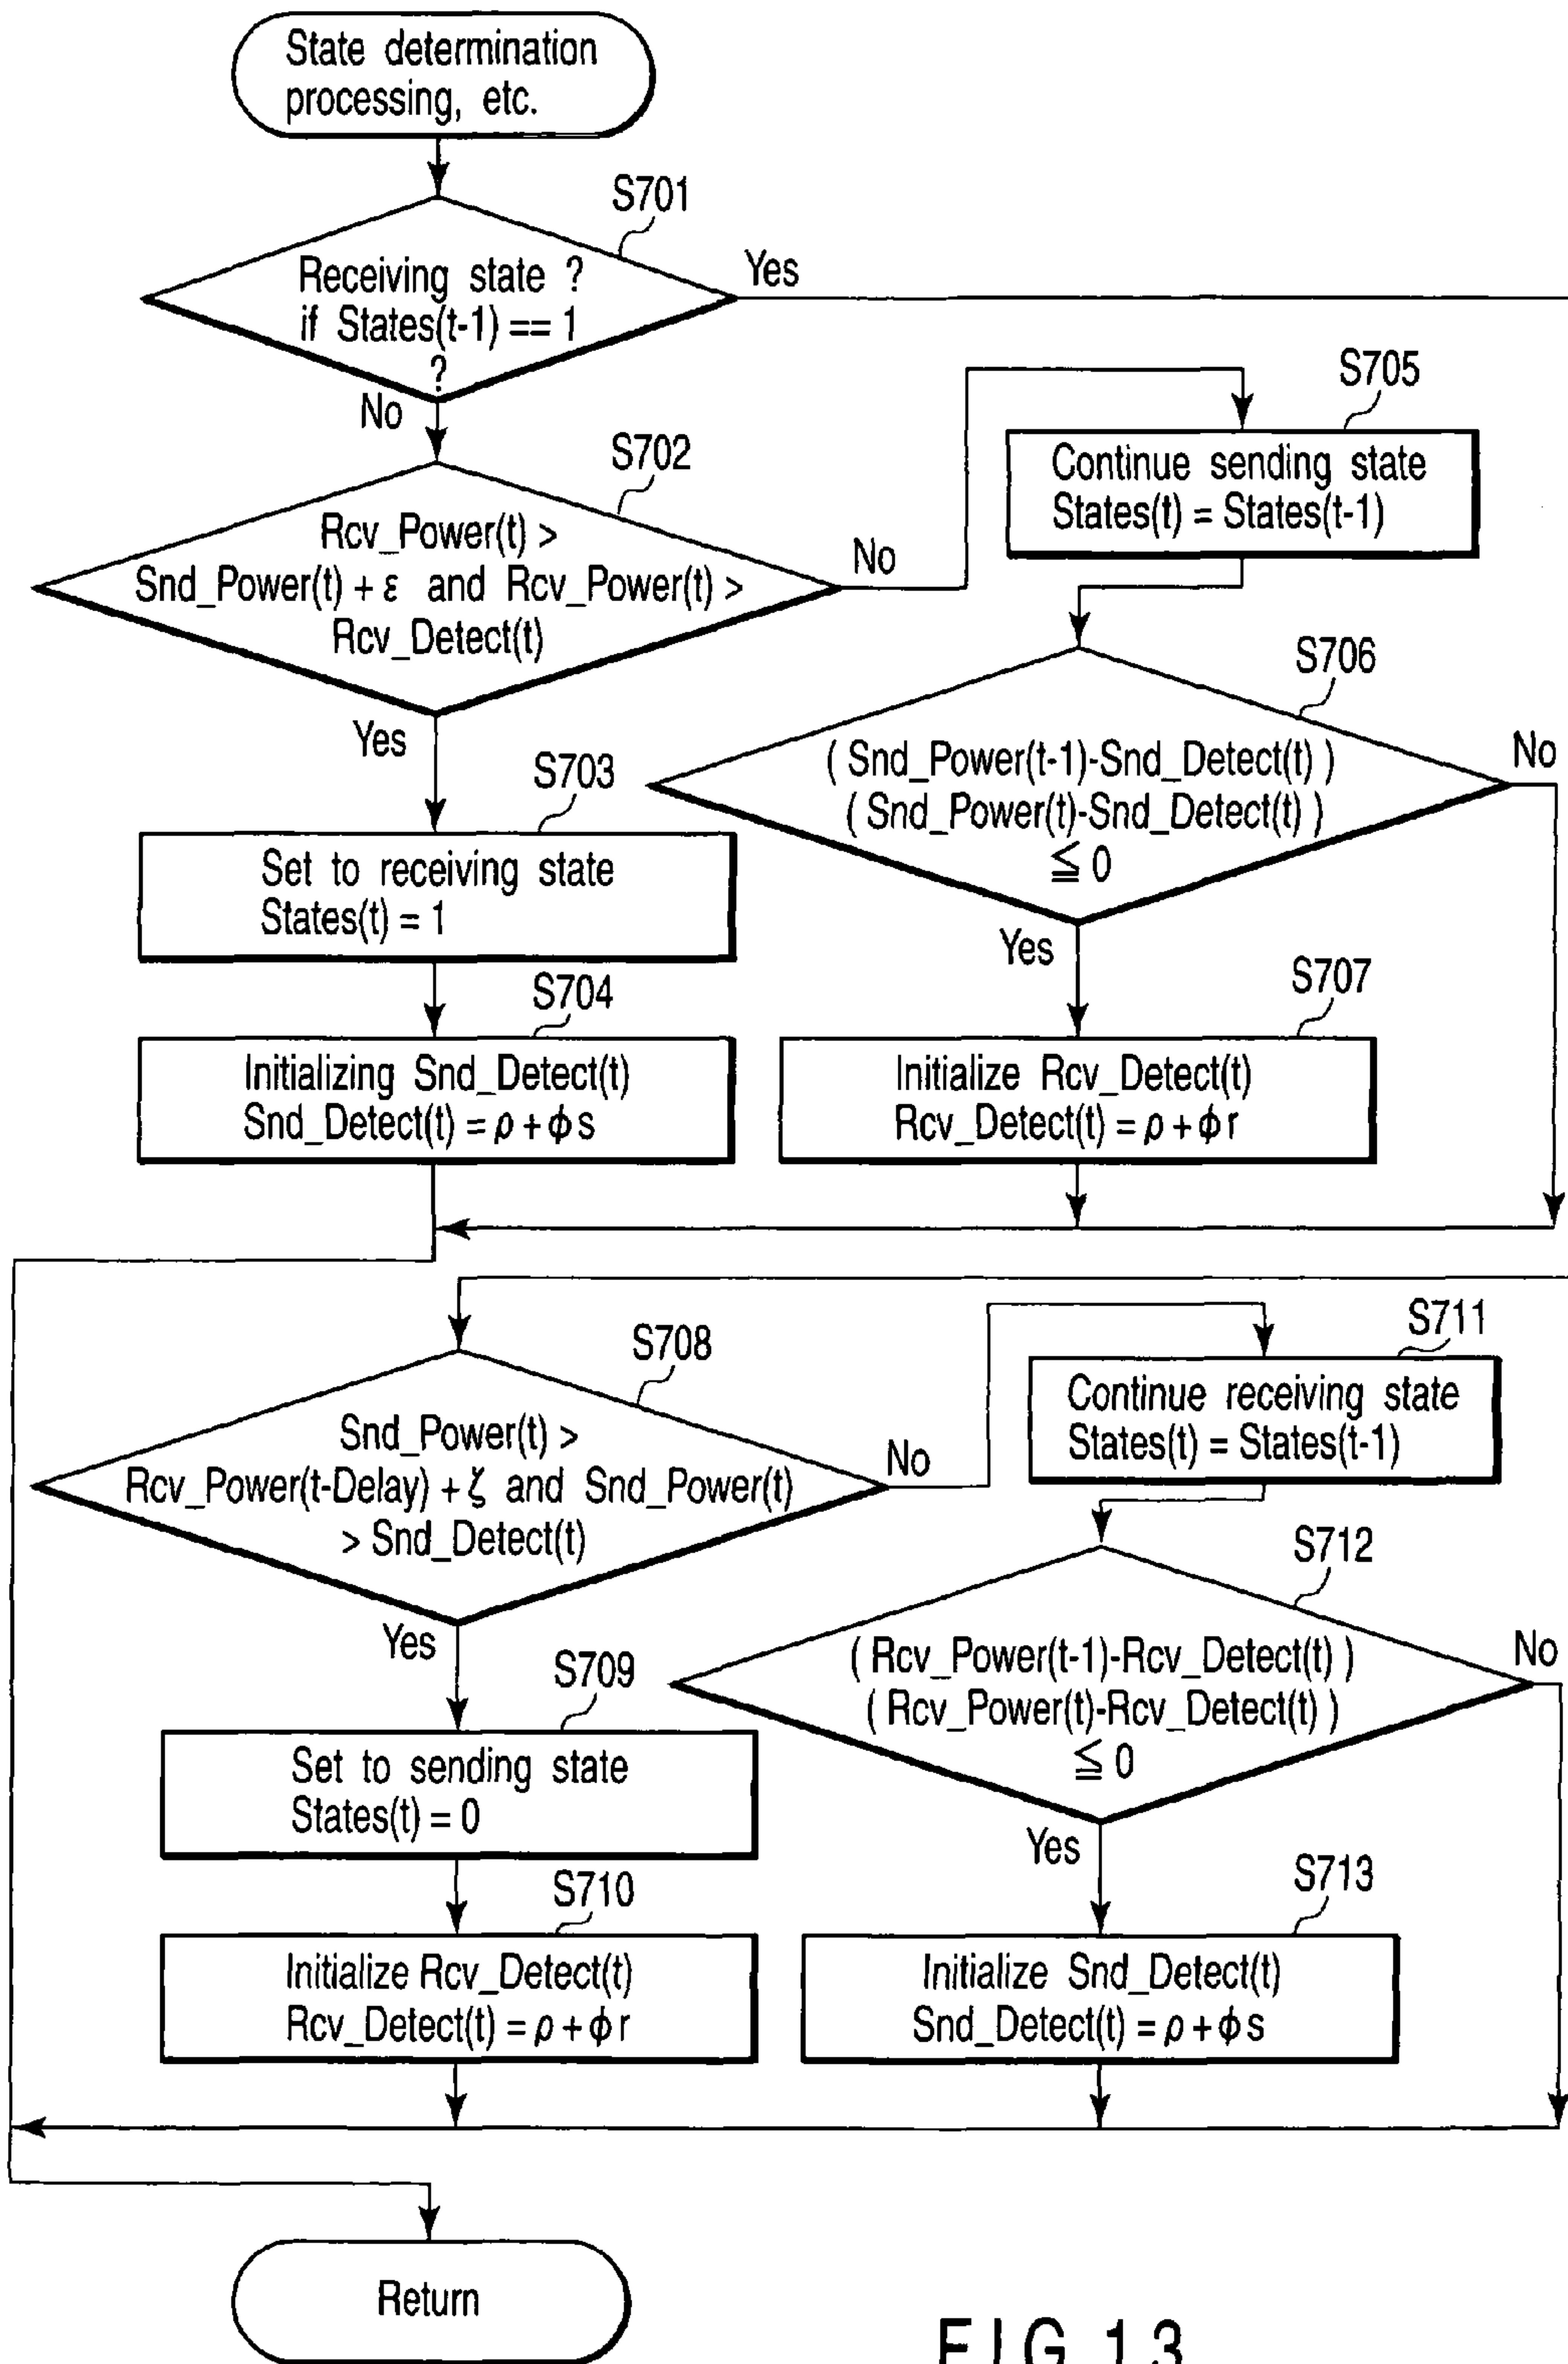 State determination
processing, etc.
S701
Receiving state ?
if States(t-1) == 1
?
Yes
No
S702
Rcv_Power(t) >
Snd_Power(t) + ε and Rcv_Power(t) >
Rcv_Detect(t)
No
Yes
S705
Continue sending state
States(t) = States(t-1)
S706
( Snd_Power(t-1)-Snd_Detect(t) )
( Snd_Power(t)-Snd_Detect(t) )
≦ 0
No
Yes
S703
Set to receiving state
States(t) = 1
S704
Initializing Snd_Detect(t)
Snd_Detect(t) = ρ + φ s
S707
Initialize Rcv_Detect(t)
Rcv_Detect(t) = ρ + φ r
S708
Snd_Power(t) >
Rcv_Power(t-Delay) + ζ and Snd_Power(t)
> Snd_Detect(t)
No
Yes
S711
Continue receiving state
States(t) = States(t-1)
S712
( Rcv_Power(t-1)-Rcv_Detect(t) )
( Rcv_Power(t)-Rcv_Detect(t) )
≦ 0
No
Yes
S709
Set to sending state
States(t) = 0
S710
Initialize Rcv_Detect(t)
Rcv_Detect(t) = ρ + φ r
S713
Initialize Snd_Detect(t)
Snd_Detect(t) = ρ + φ s
Return
FIG.13